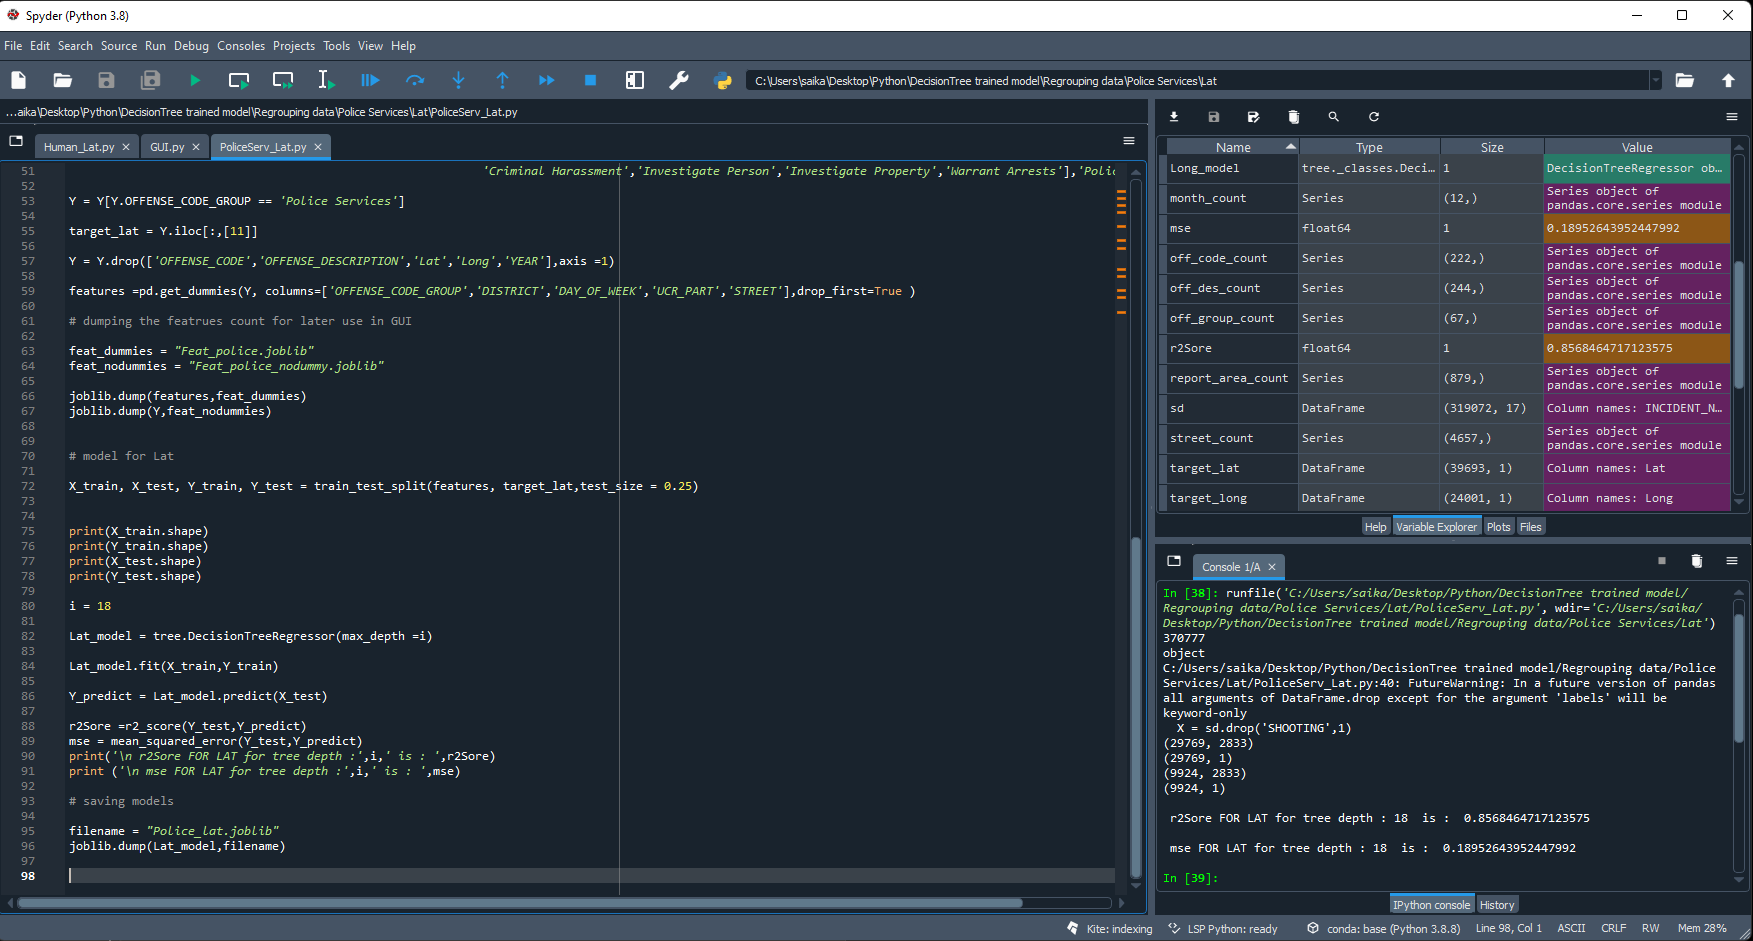 Spyder (Python 3.8)
File Edit Search Source Run Debug Consoles Projects Tools View Help
C:\Users\saika\Desktop\Python\DecisionTree trained model\Regrouping data\Police Services\Lat
...aika\Desktop\Python\DecisionTree trained model\Regrouping data\Police Services\Lat\PoliceServ_Lat.py
Human_Lat.py GUI.py PoliceServ_Lat.py
51 'Criminal Harassment','Investigate Person','Investigate Property','Warrant Arrests'],'Polic
52
53 Y = Y[Y.OFFENSE_CODE_GROUP == 'Police Services']
54
55 target_lat = Y.iloc[:,[11]]
56
57 Y = Y.drop(['OFFENSE_CODE','OFFENSE_DESCRIPTION','Lat','Long','YEAR'],axis =1)
58
59 features =pd.get_dummies(Y, columns=['OFFENSE_CODE_GROUP','DISTRICT','DAY_OF_WEEK','UCR_PART','STREET'],drop_first=True )
60
61 # dumping the featrues count for later use in GUI
62
63 feat_dummies = "Feat_police.joblib"
64 feat_nodummies = "Feat_police_nodummy.joblib"
65
66 joblib.dump(features,feat_dummies)
67 joblib.dump(Y,feat_nodummies)
68
69
70 # model for Lat
71
72 X_train, X_test, Y_train, Y_test = train_test_split(features, target_lat,test_size = 0.25)
73
74
75 print(X_train.shape)
76 print(Y_train.shape)
77 print(X_test.shape)
78 print(Y_test.shape)
79
80 i = 18
81
82 Lat_model = tree.DecisionTreeRegressor(max_depth =i)
83
84 Lat_model.fit(X_train,Y_train)
85
86 Y_predict = Lat_model.predict(X_test)
87
88 r2Sore =r2_score(Y_test,Y_predict)
89 mse = mean_squared_error(Y_test,Y_predict)
90 print('\n r2Sore FOR LAT for tree depth :',i,' is : ',r2Sore)
91 print ('\n mse FOR LAT for tree depth :',i,' is : ',mse)
92
93 # saving models
94
95 filename = "Police_lat.joblib"
96 joblib.dump(Lat_model,filename)
97
98
Name Type Size Value
Long_model tree._classes.Deci... 1 DecisionTreeRegressor ob...
month_count Series (12,) Series object of pandas.core.series module
mse float64 1 0.18952643952447992
off_code_count Series (222,) Series object of pandas.core.series module
off_des_count Series (244,) Series object of pandas.core.series module
off_group_count Series (67,) Series object of pandas.core.series module
r2Sore float64 1 0.8568464717123575
report_area_count Series (879,) Series object of pandas.core.series module
sd DataFrame (319072, 17) Column names: INCIDENT_N...
street_count Series (4657,) Series object of pandas.core.series module
target_lat DataFrame (39693, 1) Column names: Lat
target_long DataFrame (24001, 1) Column names: Long
Help Variable Explorer Plots Files
Console 1/A
In [38]: runfile('C:/Users/saika/Desktop/Python/DecisionTree trained model/
Regrouping data/Police Services/Lat/PoliceServ_Lat.py', wdir='C:/Users/saika/
Desktop/Python/DecisionTree trained model/Regrouping data/Police Services/Lat')
370777
object
C:/Users/saika/Desktop/Python/DecisionTree trained model/Regrouping data/Police
Services/Lat/PoliceServ_Lat.py:40: FutureWarning: In a future version of pandas
all arguments of DataFrame.drop except for the argument 'labels' will be
keyword-only
X = sd.drop('SHOOTING',1)
(29769, 2833)
(29769, 1)
(9924, 2833)
(9924, 1)
r2Sore FOR LAT for tree depth : 18 is : 0.8568464717123575
mse FOR LAT for tree depth : 18 is : 0.18952643952447992
In [39]:
IPython console History
Kite: indexing LSP Python: ready conda: base (Python 3.8.8) Line 98, Col 1 ASCII CRLF RW Mem 28%